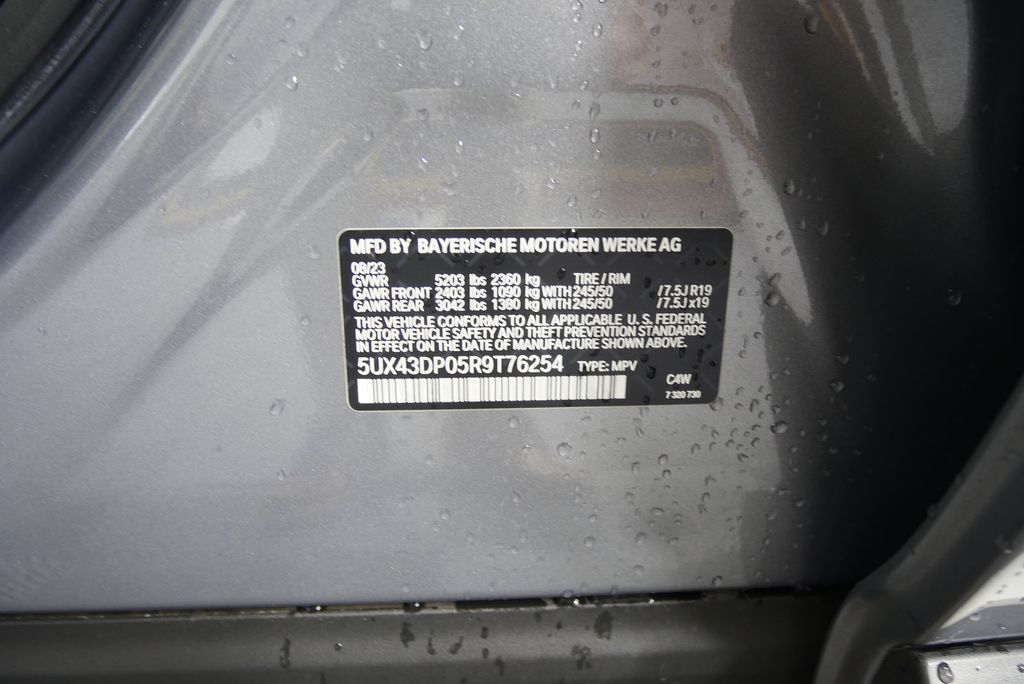 MFD BY BAYERISCHE MOTOREN WERKE AG
08/23
GVWR 5203 lbs 2360 kg TIRE / RIM
GAWR FRONT 2403 lbs 1090 kg WITH 245/50 /7.5J R19
GAWR REAR 3042 lbs 1380 kg WITH 245/50 /7.5J x19
THIS VEHICLE CONFORMS TO ALL APPLICABLE U. S. FEDERAL
MOTOR VEHICLE SAFETY AND THEFT PREVENTION STANDARDS
IN EFFECT ON THE DATE OF MANUFACTURE SHOWN ABOVE.
5UX43DP05R9T76254 TYPE: MPV
C4W
7 320 730